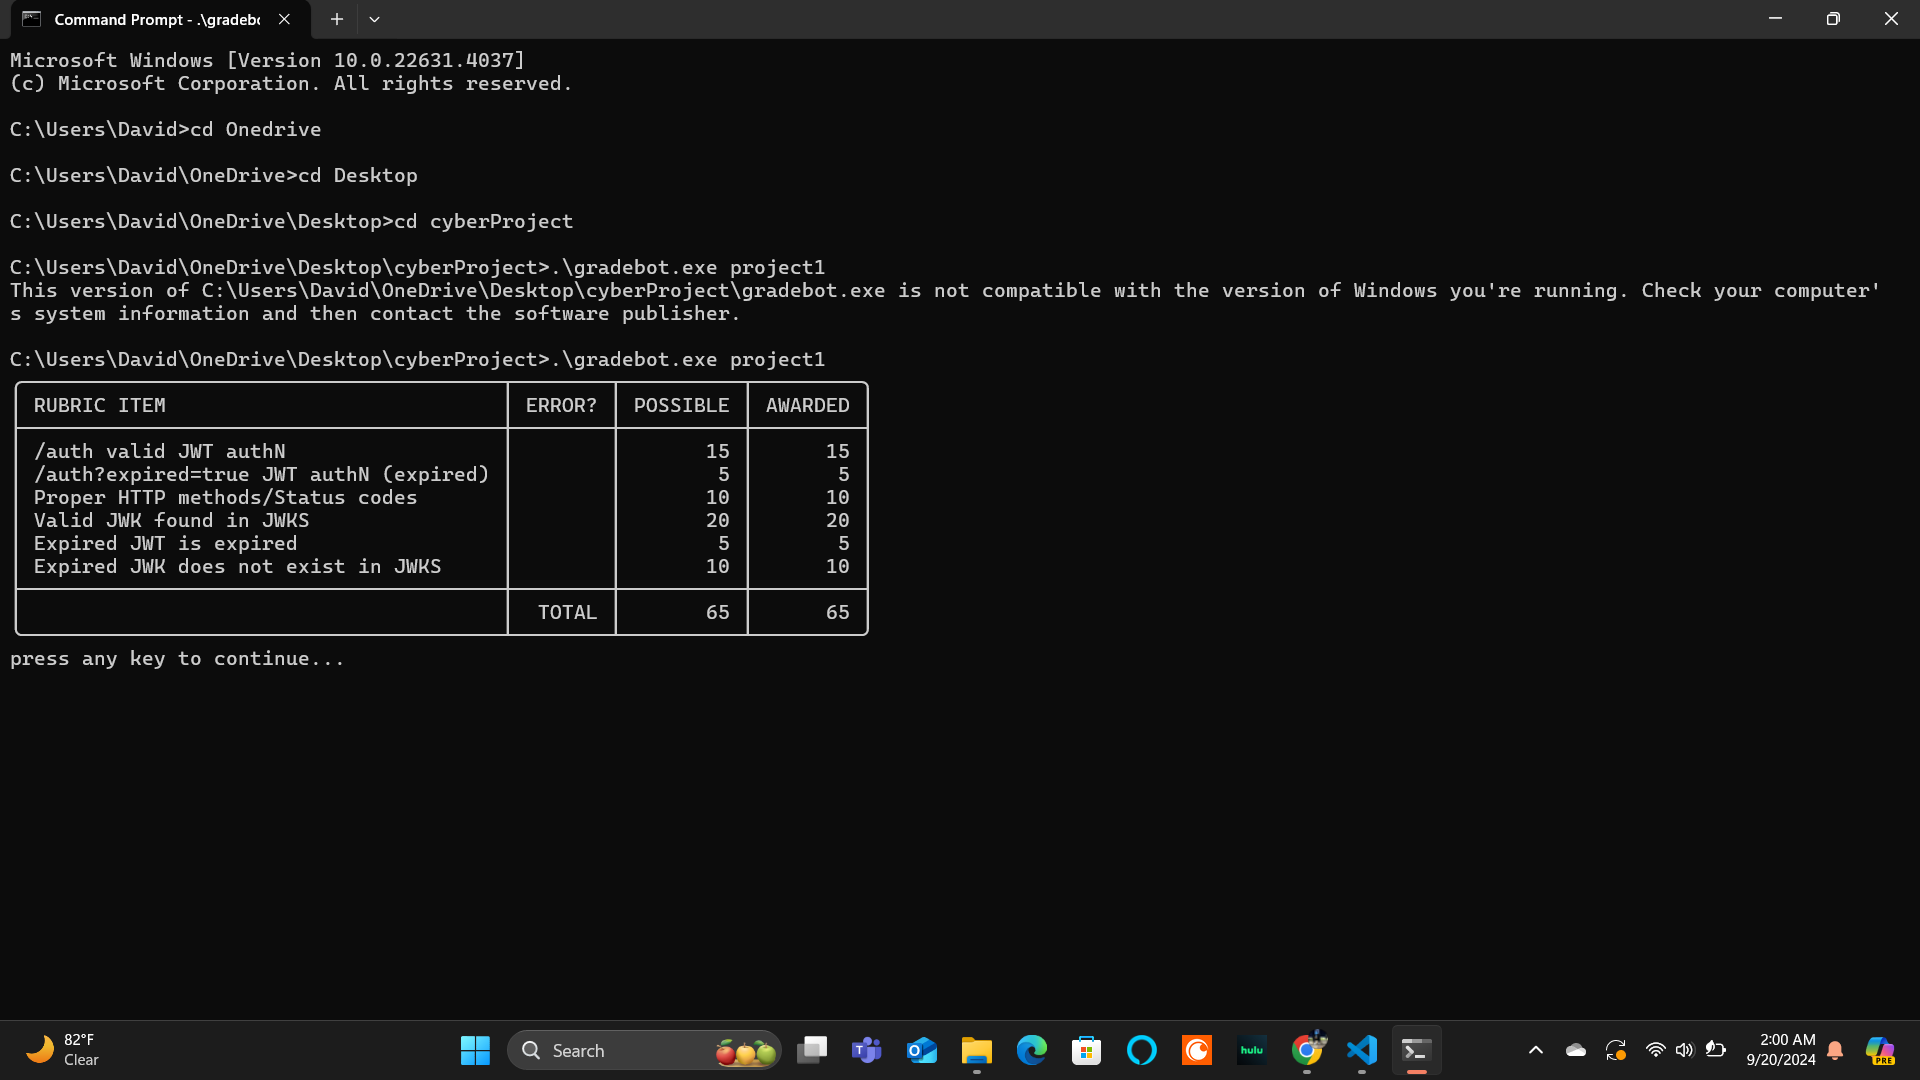 Command Prompt - .\gradebo
Microsoft Windows [Version 10.0.22631.4037]
(c) Microsoft Corporation. All rights reserved.
C:\Users\David>cd Onedrive
C:\Users\David\OneDrive>cd Desktop
C:\Users\David\OneDrive\Desktop>cd cyberProject
C:\Users\David\OneDrive\Desktop\cyberProject>.\gradebot.exe project1
This version of C:\Users\David\OneDrive\Desktop\cyberProject\gradebot.exe is not compatible with the version of Windows you're running. Check your computer'
s system information and then contact the software publisher.
C:\Users\David\OneDrive\Desktop\cyberProject>.\gradebot.exe project1
RUBRIC ITEM ERROR? POSSIBLE AWARDED
/auth valid JWT authN 15 15
/auth?expired=true JWT authN (expired) 5 5
Proper HTTP methods/Status codes 10 10
Valid JWK found in JWKS 20 20
Expired JWT is expired 5 5
Expired JWK does not exist in JWKS 10 10
TOTAL 65 65
press any key to continue...
82°F
Clear
Search
hulu
2:00 AM
9/20/2024
PRE